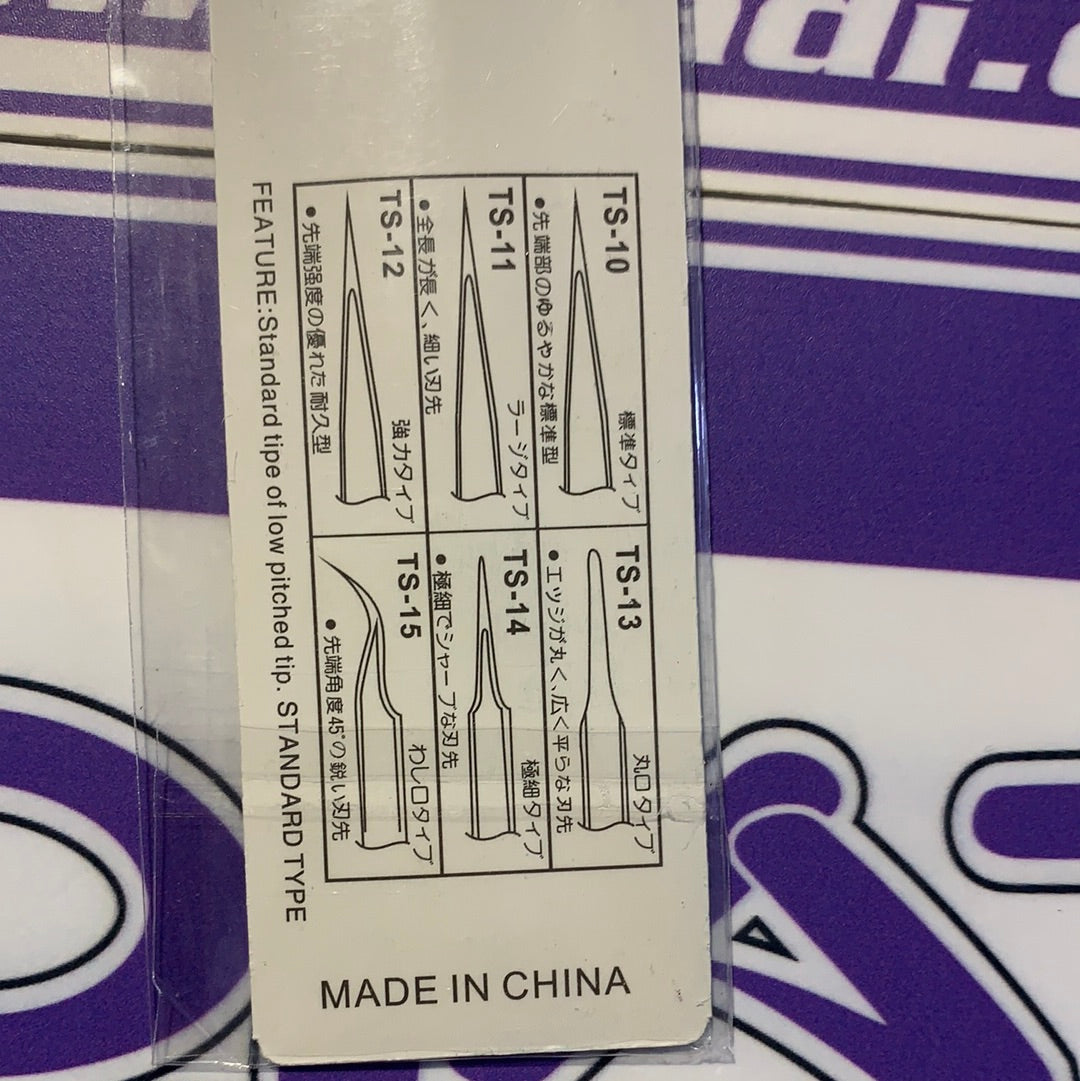 TS-10
標準タイプ
●先端部のゆるやかな標準型
TS-13
丸口タイプ
●エッジが丸く、広く平らな刃先
TS-11
ラージタイプ
●全長が長く、細い刃先
TS-14
極細タイプ
●極細でシャープな刃先
TS-12
強力タイプ
●先端強度の優れた耐久型
TS-15
わし口タイプ
●先端角度45°の鋭い刃先
FEATURE:Standard tipe of low pitched tip. STANDARD TYPE
MADE IN CHINA